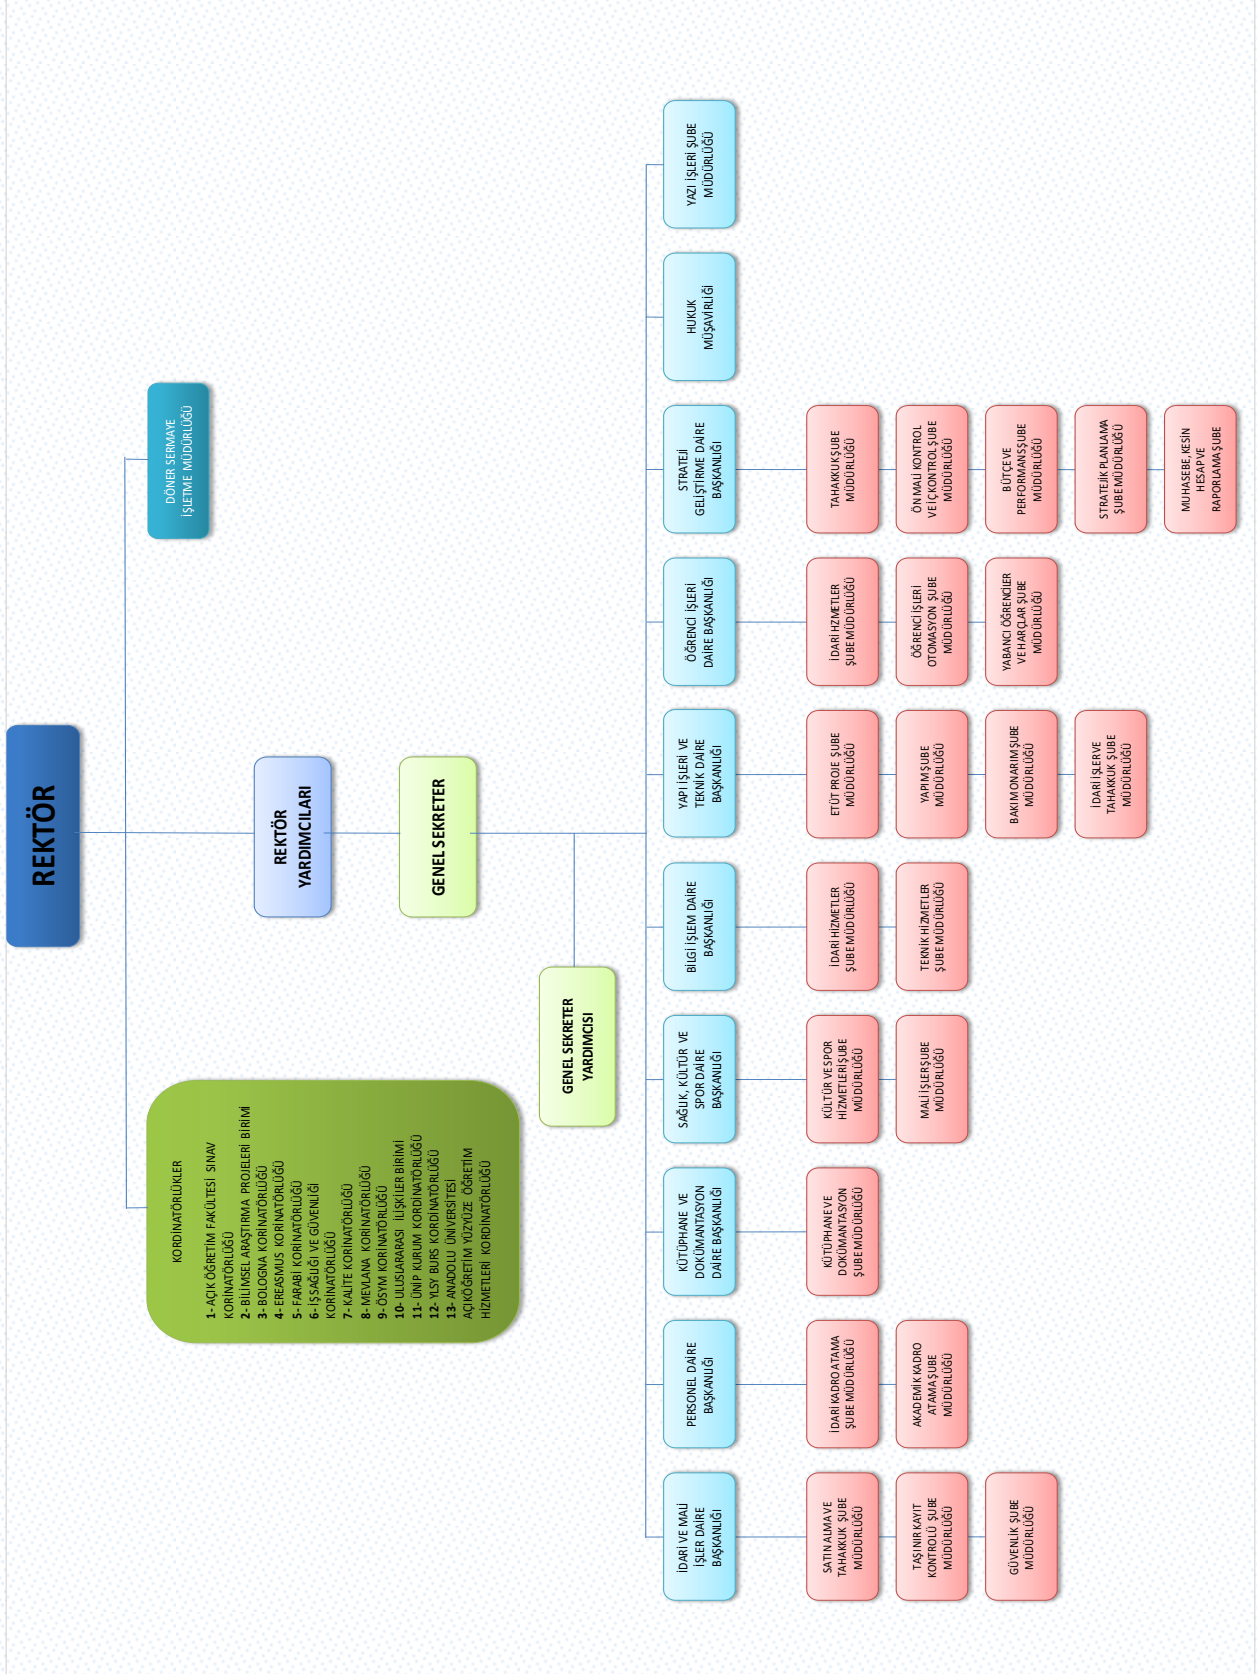 REKTÖR
KORDİNATÖRLÜKLER
1- AÇIK ÖĞRETİM FAKÜLTESİ SINAV
KORİNATÖRLÜĞÜ
2- BİLİMSEL ARAŞTIRMA PROJELERİ BİRİMİ
3- BOLOGNA KORİNATÖRLÜĞÜ
4- EREASMUS KORİNATÖRLÜĞÜ
5- FARABİ KORİNATÖRLÜĞÜ
6- İŞ SAĞLIĞI VE GÜVENLİĞİ
KORİNATÖRLÜĞÜ
7- KALİTE KORİNATÖRLÜĞÜ
8- MEVLANA KORİNATÖRLÜĞÜ
9- ÖSYM KORİNATÖRLÜĞÜ
10- ULUSLARARASI İLİŞKİLER BİRİMİ
11- ÜNİP KURUM KORDİNATÖRLÜĞÜ
12- YLSY BURS KORDİNATÖRLÜĞÜ
13- ANADOLU ÜNİVERSİTESİ
AÇIKÖĞRETİM YÜZYÜZE ÖĞRETİM
HİZMETLERİ KORDİNATÖRLÜĞÜ
DÖNER SERMAYE
İŞLETME MÜDÜRLÜĞÜ
REKTÖR
YARDIMCILARI
GENEL SEKRETER
GENEL SEKRETER
YARDIMCISI
İDARİ VE MALİ
İŞLER DAİRE
BAŞKANLIĞI
SATIN ALMA VE
TAHAKKUK ŞUBE
MÜDÜRLÜĞÜ
TAŞINIR KAYIT
KONTROLÜ ŞUBE
MÜDÜRLÜĞÜ
GÜVENLİK ŞUBE
MÜDÜRLÜĞÜ
PERSONEL DAİRE
BAŞKANLIĞI
İDARİ KADRO ATAMA
ŞUBE MÜDÜRLÜĞÜ
AKADEMİK KADRO
ATAMA ŞUBE
MÜDÜRLÜĞÜ
KÜTÜPHANE VE
DOKÜMANTASYON
DAİRE BAŞKANLIĞI
KÜTÜPHANE VE
DOKÜMANTASYON
ŞUBE MÜDÜRLÜĞÜ
SAĞLIK, KÜLTÜR VE
SPOR DAİRE
BAŞKANLIĞI
KÜLTÜR VE SPOR
HİZMETLERİ ŞUBE
MÜDÜRLÜĞÜ
MALİ İŞLER ŞUBE
MÜDÜRLÜĞÜ
BİLGİ İŞLEM DAİRE
BAŞKANLIĞI
İDARİ HİZMETLER
ŞUBE MÜDÜRLÜĞÜ
TEKNİK HİZMETLER
ŞUBE MÜDÜRLÜĞÜ
YAPI İŞLERİ VE
TEKNİK DAİRE
BAŞKANLIĞI
ETÜT PROJE ŞUBE
MÜDÜRLÜĞÜ
YAPIM ŞUBE
MÜDÜRLÜĞÜ
BAKIM ONARIM ŞUBE
MÜDÜRLÜĞÜ
İDARİ İŞLER VE
TAHAKKUK ŞUBE
MÜDÜRLÜĞÜ
ÖĞRENCİ İŞLERİ
DAİRE BAŞKANLIĞI
İDARİ HZMETLER
ŞUBE MÜDÜRLÜĞÜ
ÖĞRENCİ İŞLERİ
OTOMASYON ŞUBE
MÜDÜRLÜĞÜ
YABANCI ÖĞRENCİLER
VE HARÇLAR ŞUBE
MÜDÜRLÜĞÜ
STRATEJİ
GELİŞTİRME DAİRE
BAŞKANLIĞI
TAHAKKUK ŞUBE
MÜDÜRLÜĞÜ
ÖN MALİ KONTROL
VE İÇ KONTROL ŞUBE
MÜDÜRLÜĞÜ
BÜTÇE VE
PERFORMANS ŞUBE
MÜDÜRLÜĞÜ
STRATEJİK PLANLAMA
ŞUBE MÜDÜRLÜĞÜ
MUHASEBE, KESİN
HESAP VE
RAPORLAMA ŞUBE
HUKUK
MÜŞAVİRLİĞİ
YAZI İŞLERİ ŞUBE
MÜDÜRLÜĞÜ